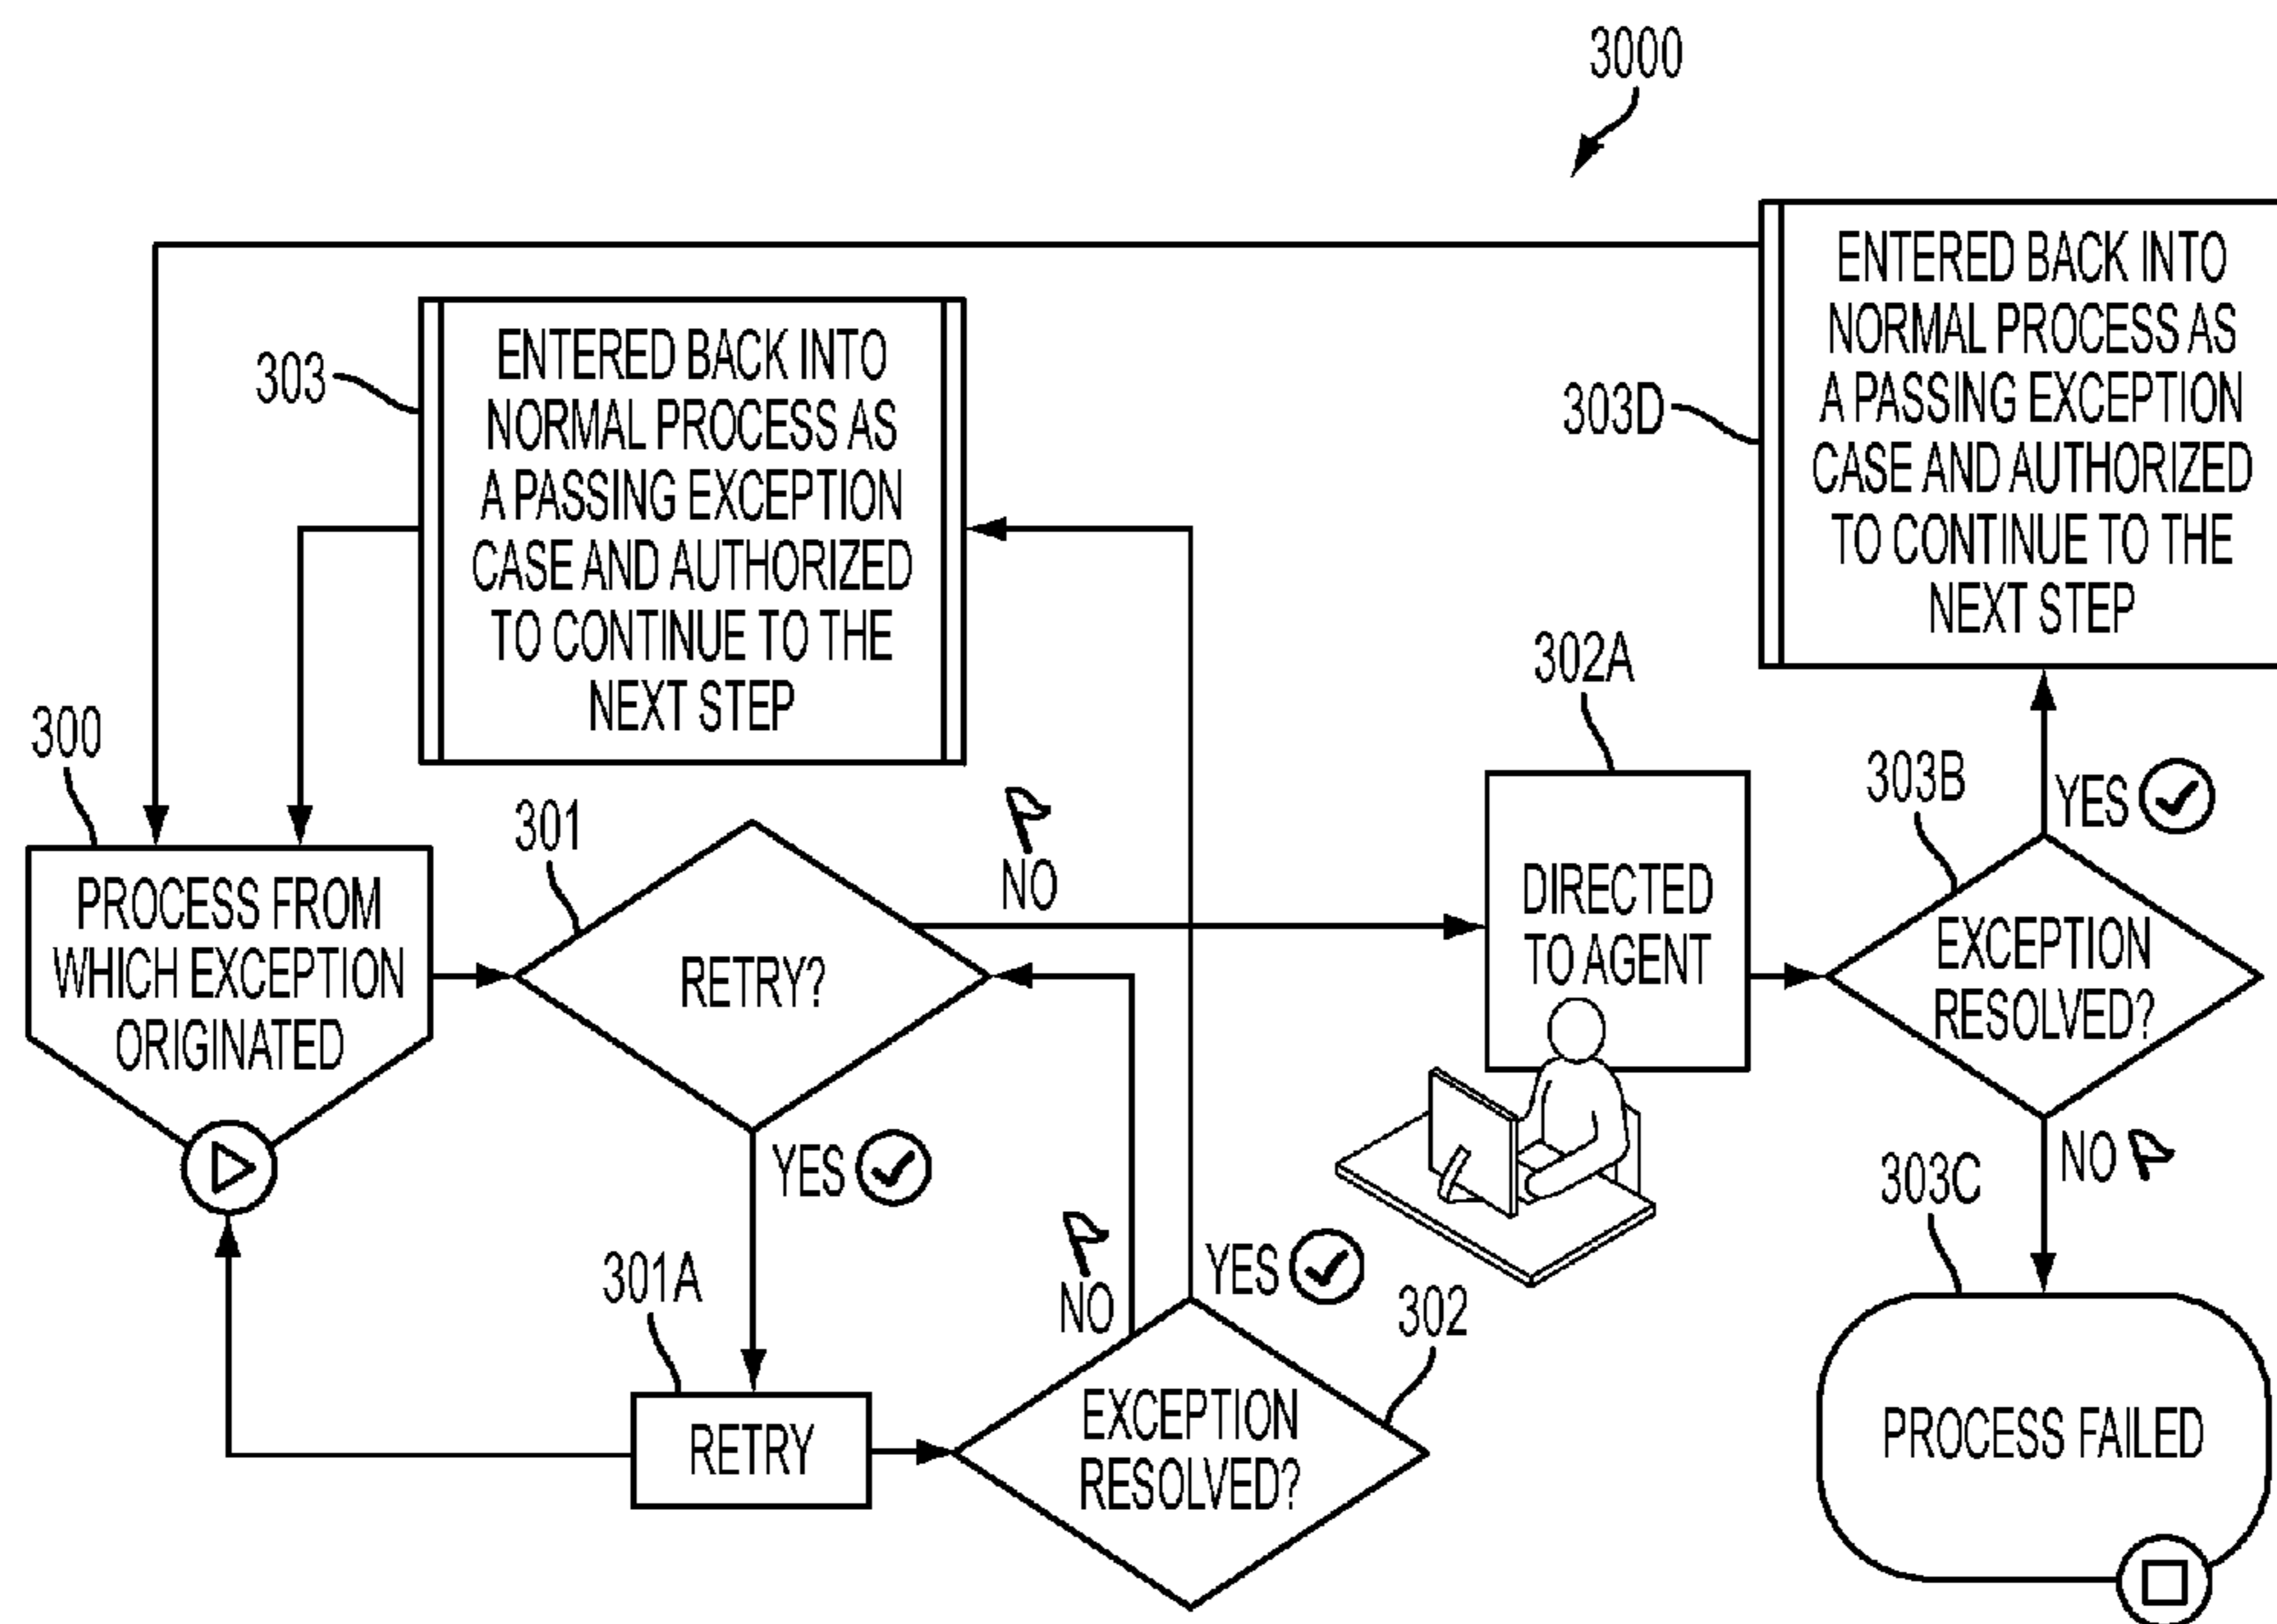 3000
ENTERED BACK INTO
NORMAL PROCESS AS
A PASSING EXCEPTION
CASE AND AUTHORIZED
TO CONTINUE TO THE
NEXT STEP
303D
303
ENTERED BACK INTO
NORMAL PROCESS AS
A PASSING EXCEPTION
CASE AND AUTHORIZED
TO CONTINUE TO THE
NEXT STEP
302A
300
303B
YES
301
NO
PROCESS FROM
WHICH EXCEPTION
ORIGINATED
RETRY?
DIRECTED
TO AGENT
EXCEPTION
RESOLVED?
YES
NO
303C
301A
NO
YES
302
RETRY
EXCEPTION
RESOLVED?
PROCESS FAILED